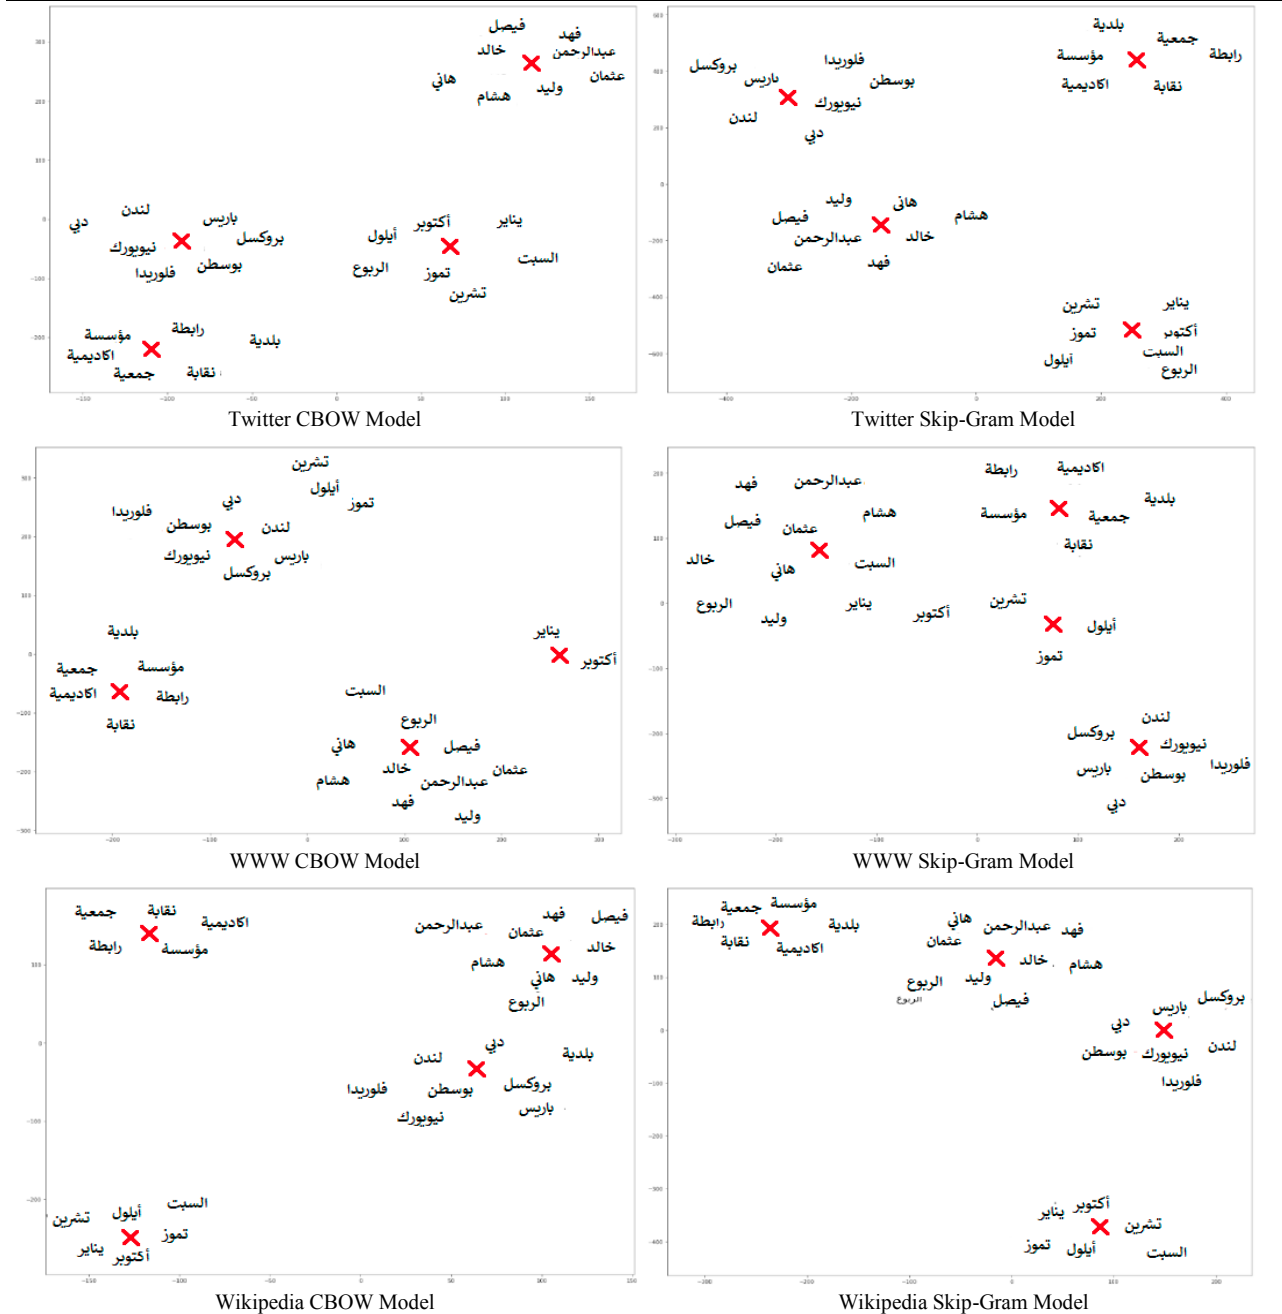 فيصل
فهد
خالد
عبدالرحمن
هاني
عثمان
وليد
هشام
دبي
لندن
باريس
نيويورك
بروكسل
فلوريدا
بوسطن
أيلول
أكتوبر
يناير
الربوع
تموز
السبت
تشرين
مؤسسة
رابطة
بلدية
اكاديمية
جمعية
نقابة
Twitter CBOW Model
بلدية
جمعية
مؤسسة
رابطة
اكاديمية
نقابة
بروكسل
باريس
فلوريدا
بوسطن
نيويورك
لندن
دبي
وليد
هانى
فيصل
هشام
عبدالرحمن
خالد
عثمان
فهد
تشرين
يناير
تموز
أكتوبر
أيلول
السبت
الربوع
Twitter Skip-Gram Model
تشرين
أيلول
تموز
دبي
فلوريدا
بوسطن
لندن
نيويورك
باريس
بروكسل
بلدية
جمعية
مؤسسة
اكاديمية
رابطة
نقابة
يناير
أكتوبر
السبت
الربوع
هاني
فيصل
خالد
عثمان
هشام
عبدالرحمن
فهد
وليد
WWW CBOW Model
فهد
عبدالرحمن
رابطة
اكاديمية
فيصل
عثمان
هشام
مؤسسة
جمعية
بلدية
خالد
هاني
السبت
نقابة
الربوع
وليد
يناير
أكتوبر
تشرين
أيلول
تموز
لندن
بروكسل
نيويورك
باريس
بوسطن
فلوريدا
دبي
WWW Skip-Gram Model
جمعية
نقابة
اكاديمية
رابطة
مؤسسة
عبدالرحمن
فهد
فيصل
عثمان
خالد
هشام
هاني
وليد
الربوع
دبي
لندن
بلدية
فلوريدا
بوسطن
بروكسل
نيويورك
باريس
أيلول
السبت
تشرين
تموز
يناير
أكتوبر
Wikipedia CBOW Model
جمعية
مؤسسة
رابطة
بلدية
نقابة
اكاديمية
هاني
عبدالرحمن
فهد
عثمان
خالد
هشام
الربوع
وليد
الربوع
فيصل
باريس
بروكسل
دبي
بوسطن
نيويورك
لندن
فلوريدا
يناير
أكتوبر
تشرين
تموز
أيلول
السبت
Wikipedia Skip-Gram Model